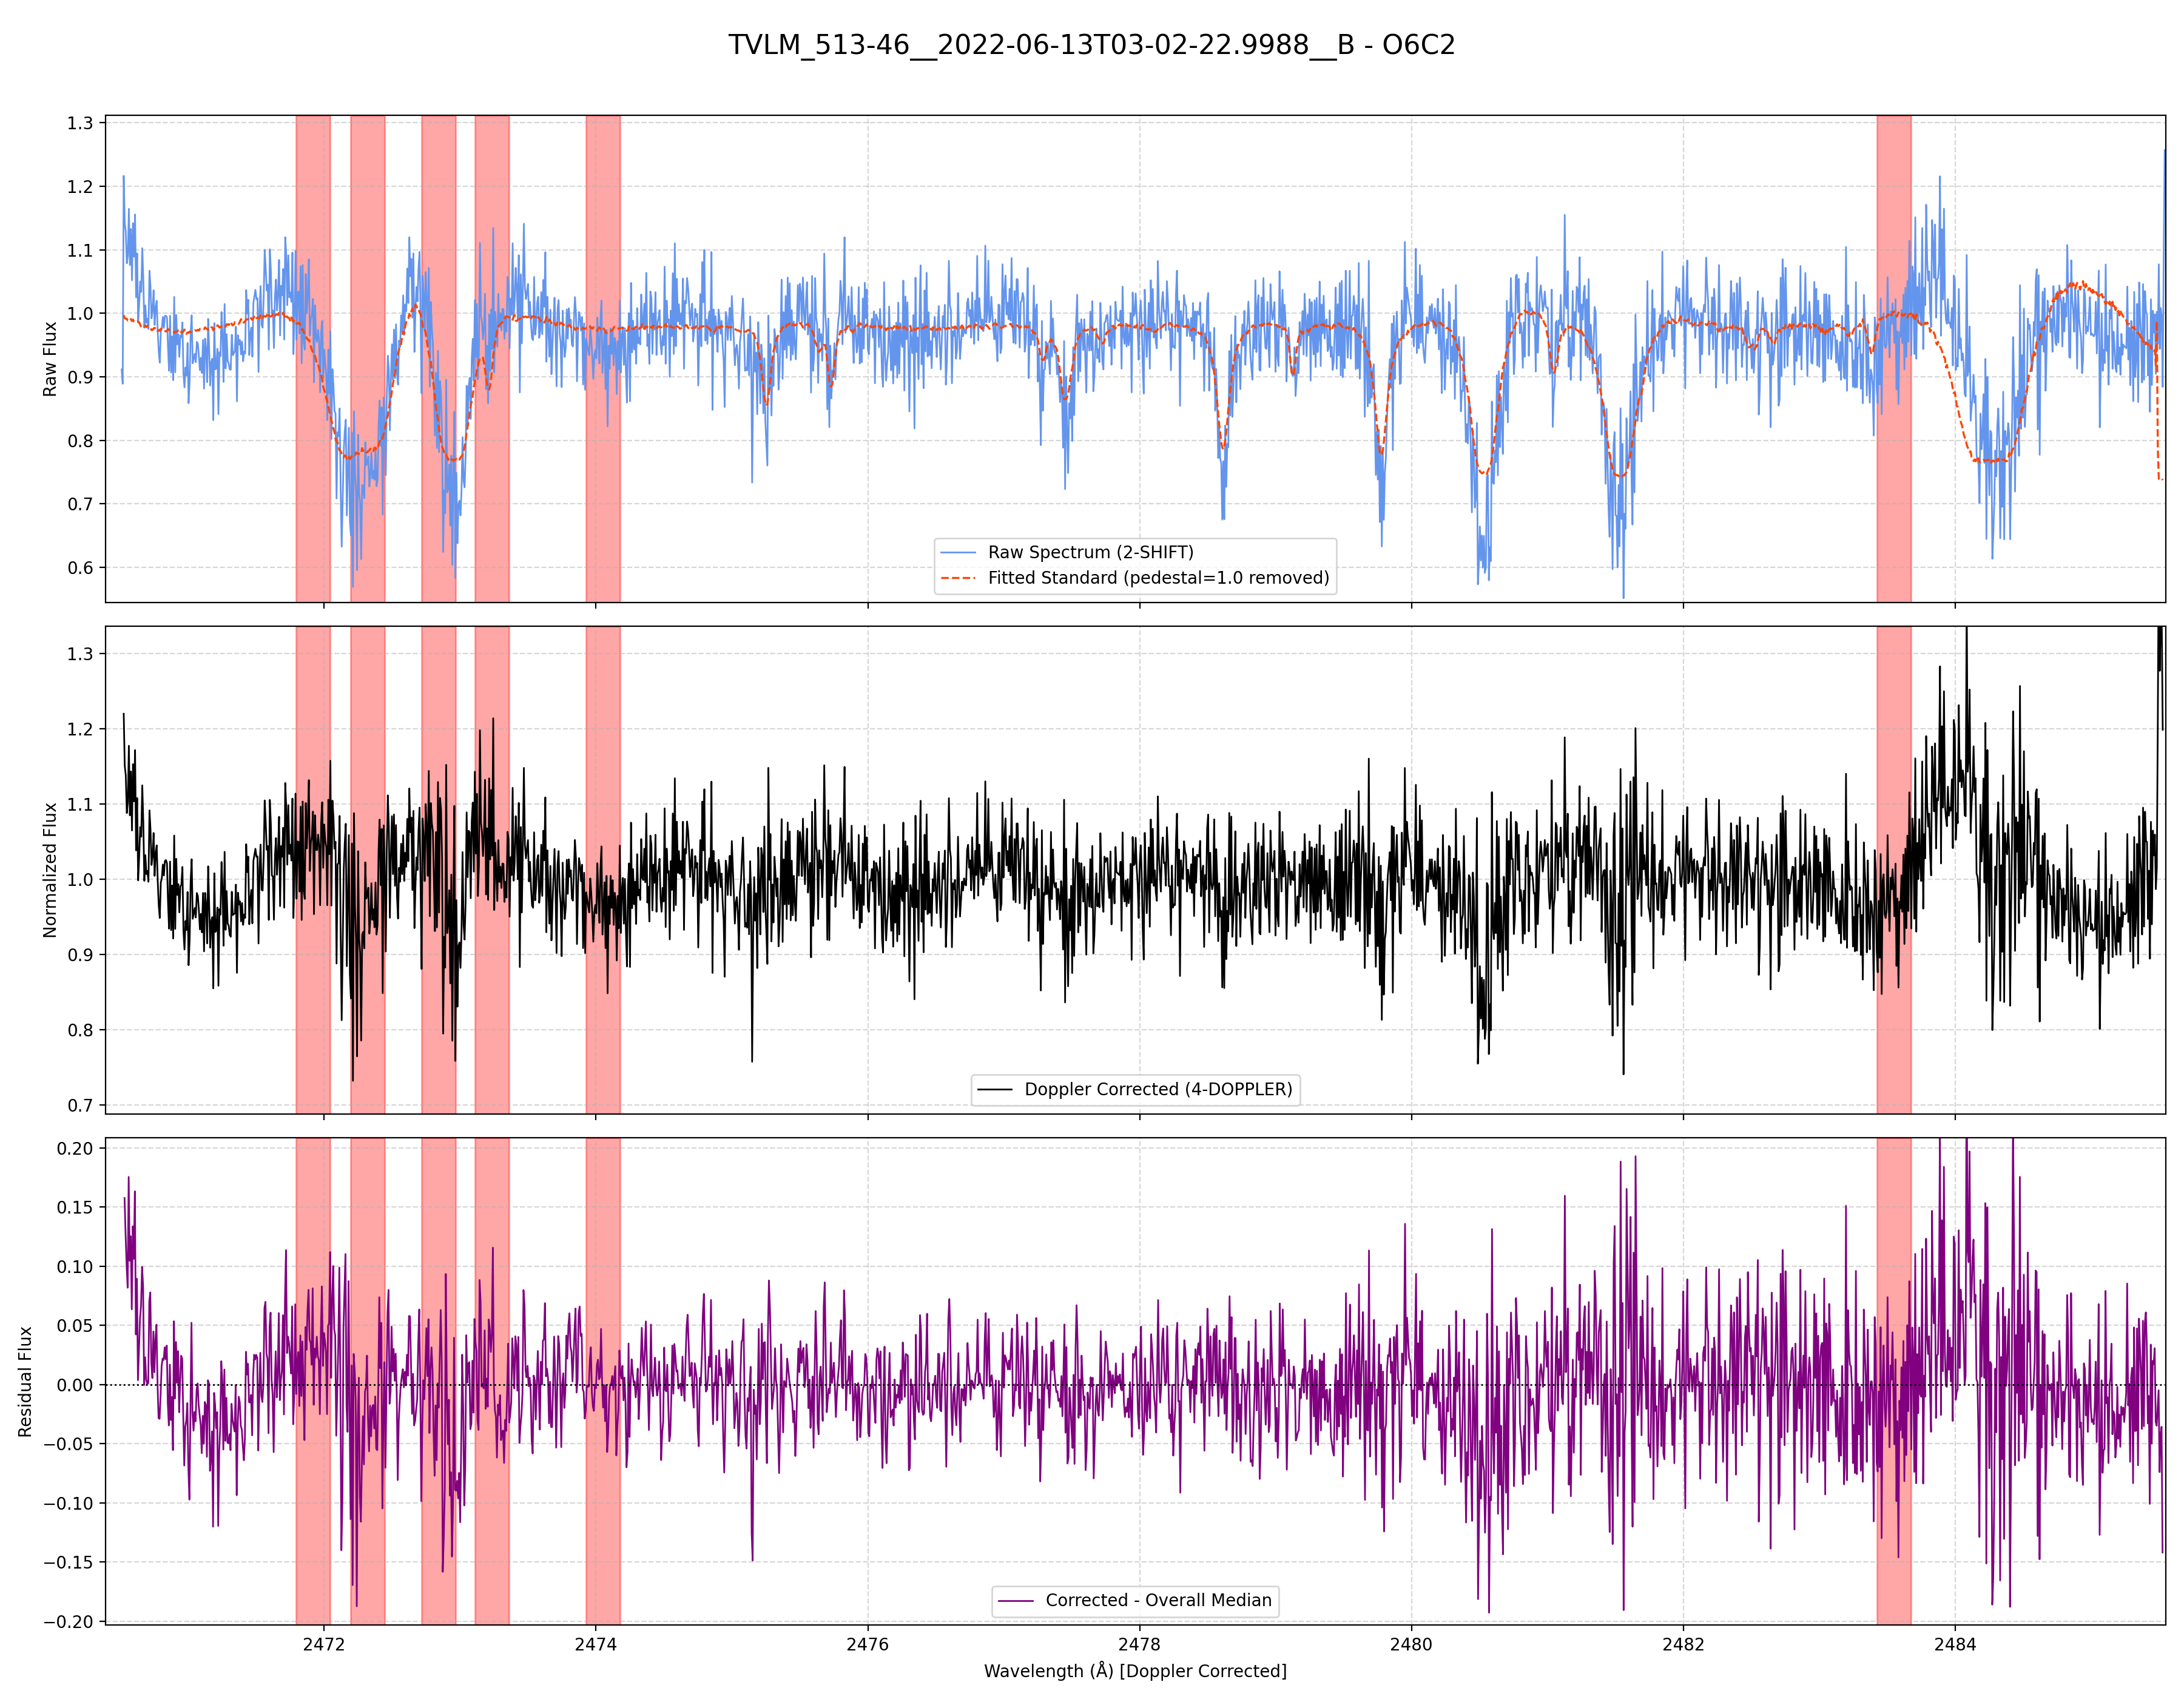 TVLM_513-46__2022-06-13T03-02-22.9988__B - O6C2
1.3
1.2
1.1
1.0
0.9
0.8
0.7
0.6
Raw Flux
Raw Spectrum (2-SHIFT)
Fitted Standard (pedestal=1.0 removed)
1.3
1.2
1.1
1.0
0.9
0.8
0.7
Normalized Flux
Doppler Corrected (4-DOPPLER)
0.20
0.15
0.10
0.05
0.00
−0.05
−0.10
−0.15
−0.20
Residual Flux
Corrected - Overall Median
2472 2474 2476 2478 2480 2482 2484
Wavelength (Å) [Doppler Corrected]